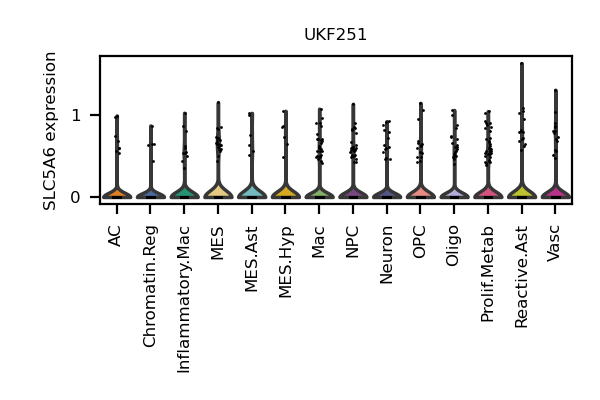 UKF251
SLC5A6 expression
1
0
AC
Chromatin.Reg
Inflammatory.Mac
MES
MES.Ast
MES.Hyp
Mac
NPC
Neuron
OPC
Oligo
Prolif.Metab
Reactive.Ast
Vasc